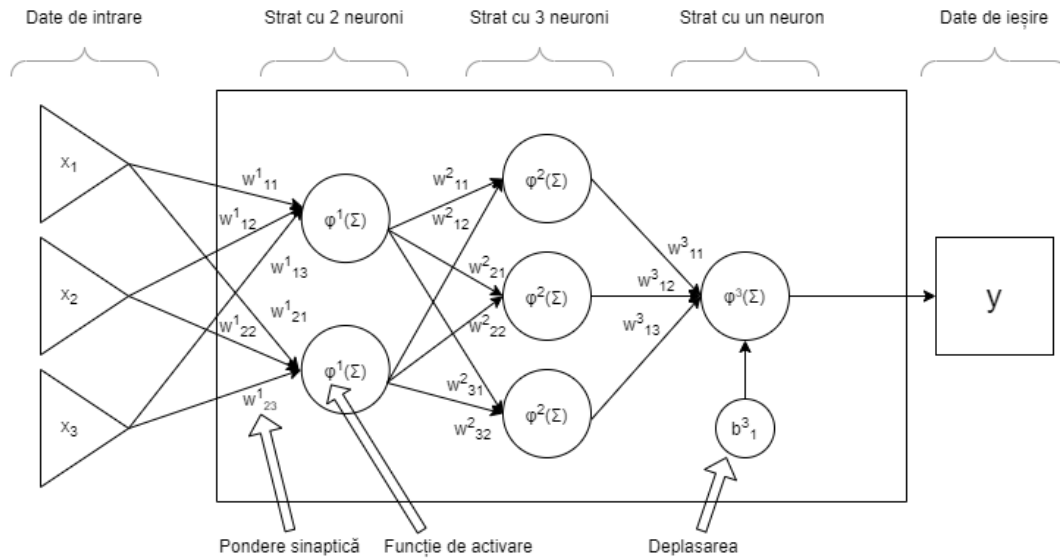 Date de intrare
Strat cu 2 neuroni
Strat cu 3 neuroni
Strat cu un neuron
Date de ieșire
x₁
x₂
x₃
w¹₁₁
w¹₁₂
w¹₁₃
w¹₂₁
w¹₂₂
w¹₂₃
φ¹(Σ)
φ¹(Σ)
w²₁₁
w²₁₂
w²₂₁
w²₂₂
w²₃₁
w²₃₂
φ²(Σ)
φ²(Σ)
φ²(Σ)
w³₁₁
w³₁₂
w³₁₃
φ³(Σ)
b³₁
y
Pondere sinaptică
Funcție de activare
Deplasarea